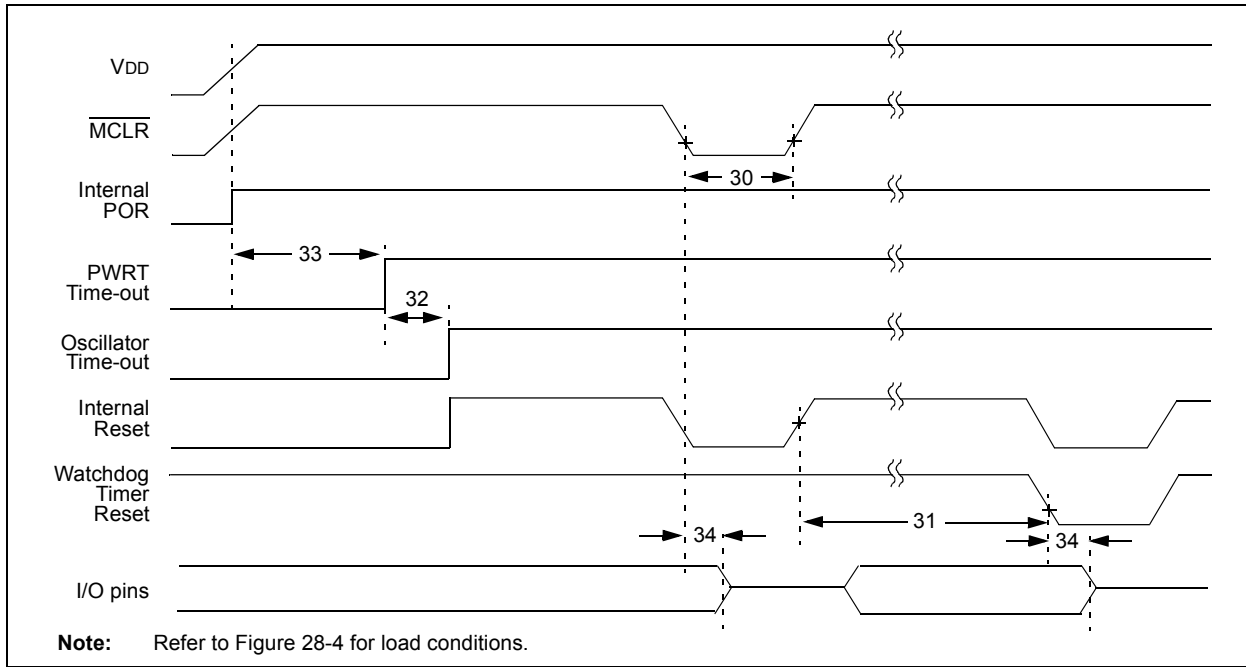 VDD
MCLR
30
Internal
POR
33
PWRT
Time-out
32
Oscillator
Time-out
Internal
Reset
Watchdog
Timer
Reset
31
34
34
I/O pins
Note: Refer to Figure 28-4 for load conditions.